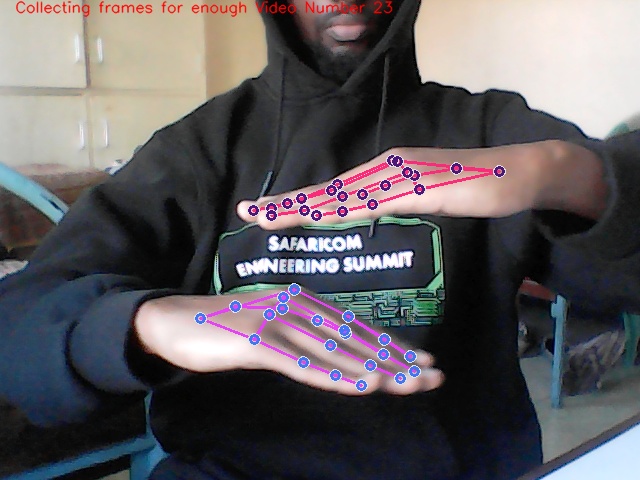 Collecting frames for enough Video Number 23
SAFARICOM
ENGINEERING SUMMIT